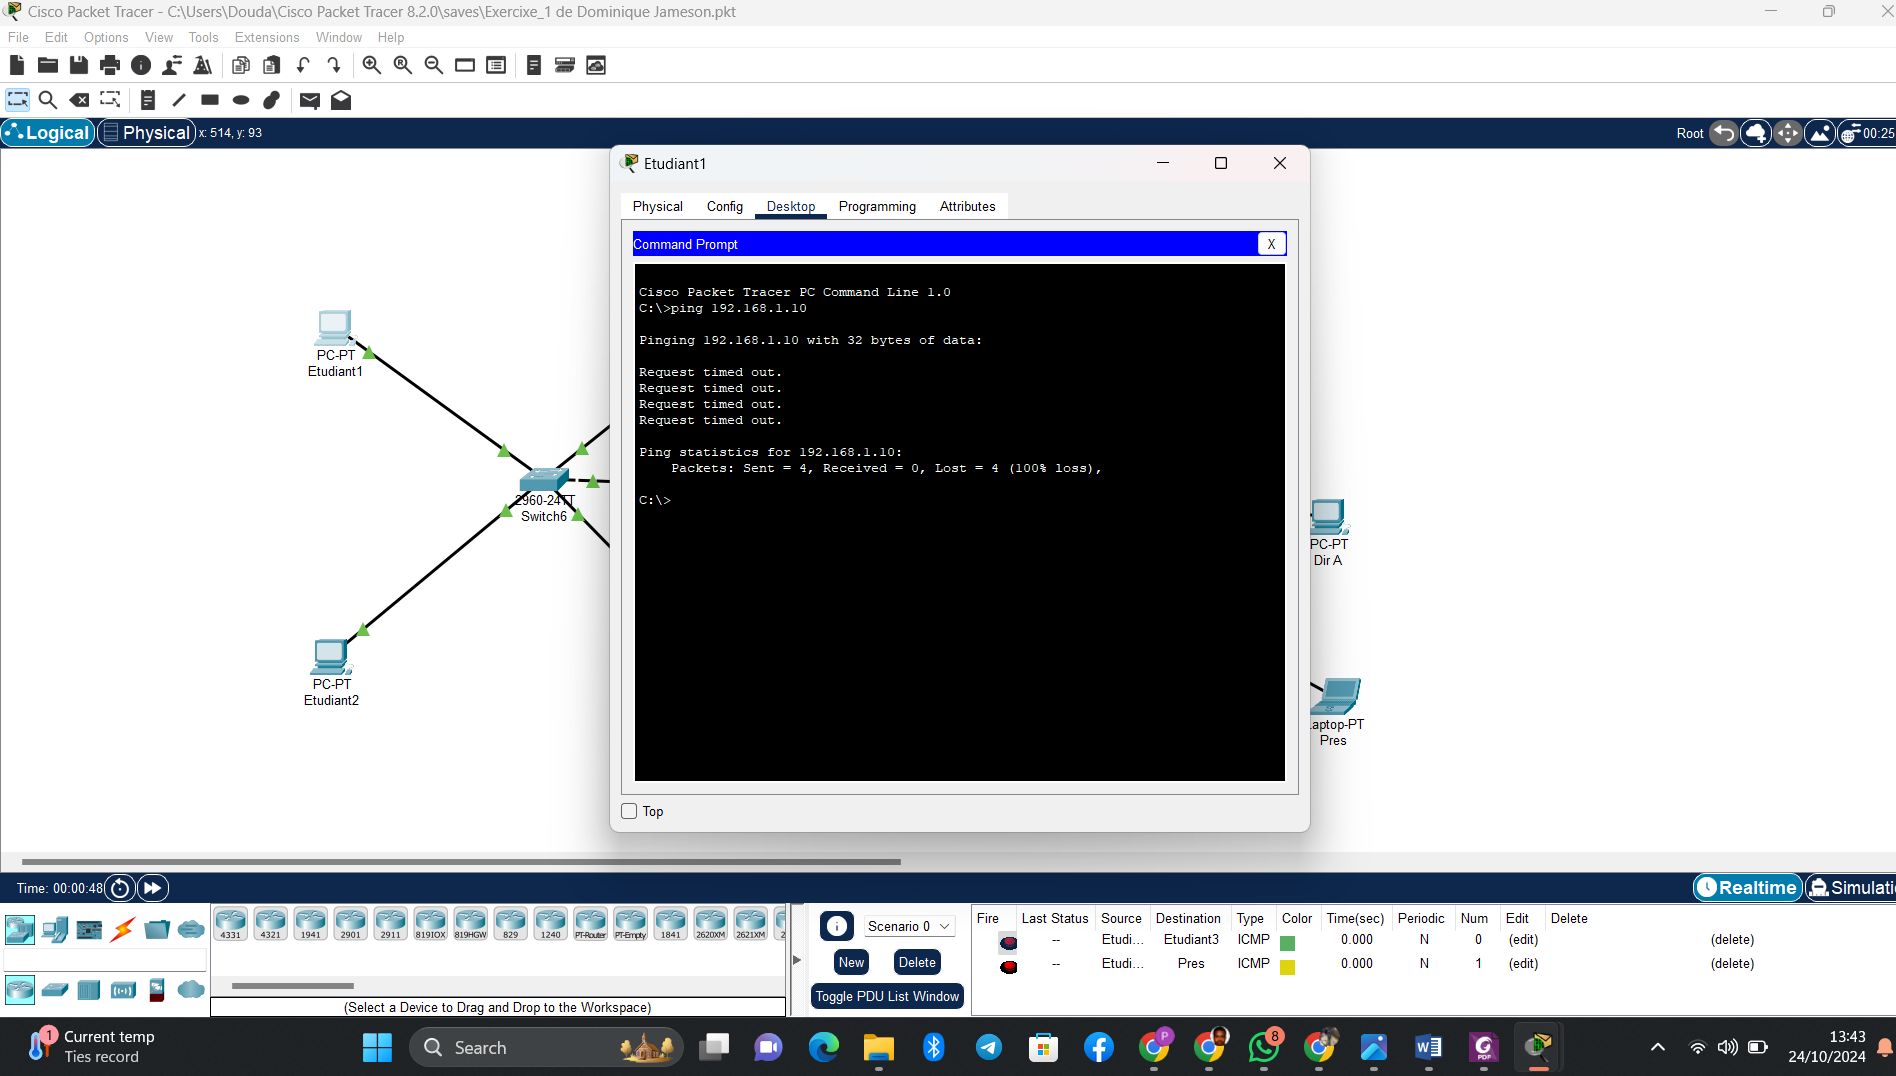 Cisco Packet Tracer - C:\Users\Douda\Cisco Packet Tracer 8.2.0\saves\Exercixe_1 de Dominique Jameson.pkt
File Edit Options View Tools Extensions Window Help
Logical Physical x: 514, y: 93 Root 00:25
Etudiant1
Physical Config Desktop Programming Attributes
Command Prompt X
Cisco Packet Tracer PC Command Line 1.0
C:\>ping 192.168.1.10
Pinging 192.168.1.10 with 32 bytes of data:
Request timed out.
Request timed out.
Request timed out.
Request timed out.
Ping statistics for 192.168.1.10:
Packets: Sent = 4, Received = 0, Lost = 4 (100% loss),
C:\>
Top
PC-PT
Etudiant1
2960-24TT
Switch6
PC-PT
Etudiant2
PC-PT
Dir A
aptop-PT
Pres
Time: 00:00:48 Realtime Simulati
4331 4321 1941 2901 2911 819IOX 819HGW 829 1240 PT-Router PT-Empty 1841 2620XM 2621XM 2
(Select a Device to Drag and Drop to the Workspace)
Scenario 0
New Delete
Toggle PDU List Window
Fire Last Status Source Destination Type Color Time(sec) Periodic Num Edit Delete
-- Etudi... Etudiant3 ICMP 0.000 N 0 (edit) (delete)
-- Etudi... Pres ICMP 0.000 N 1 (edit) (delete)
1 Current temp
Ties record
Search
P
8
PDF
13:43
24/10/2024